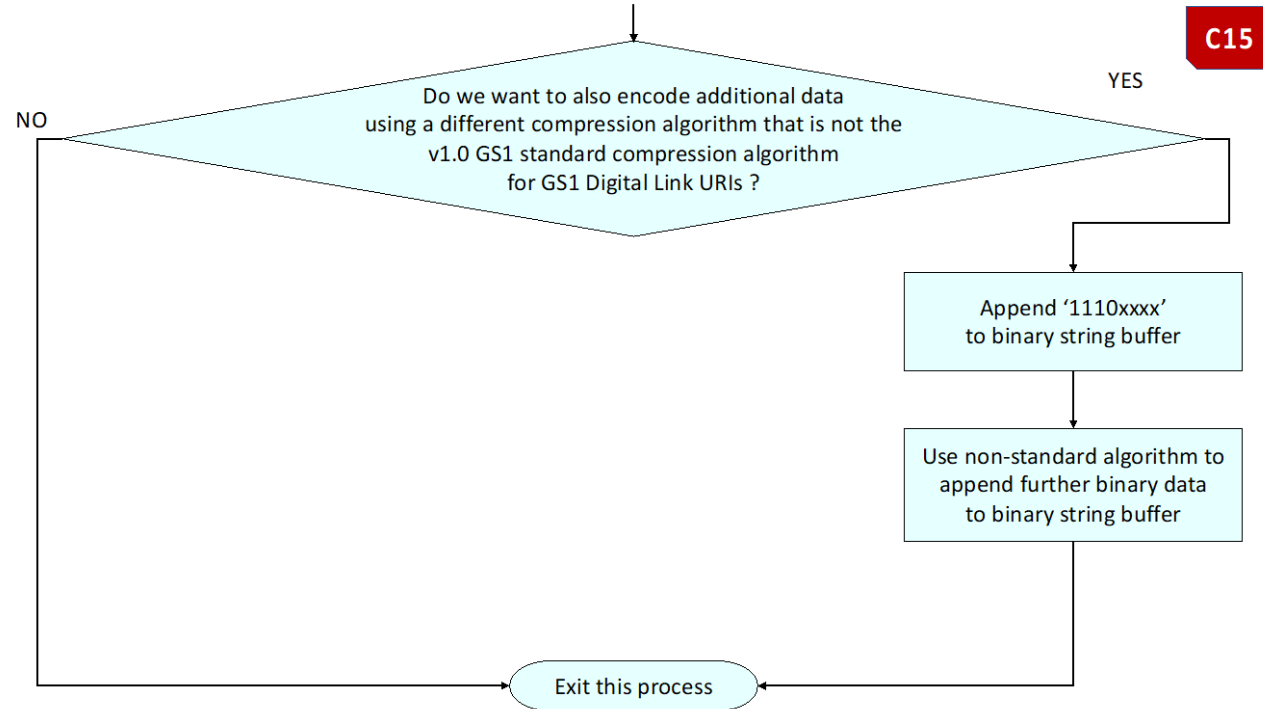 C15
YES
NO
Do we want to also encode additional data
using a different compression algorithm that is not the
v1.0 GS1 standard compression algorithm
for GS1 Digital Link URIs ?
Append ‘1110xxxx’
to binary string buffer
Use non-standard algorithm to
append further binary data
to binary string buffer
Exit this process